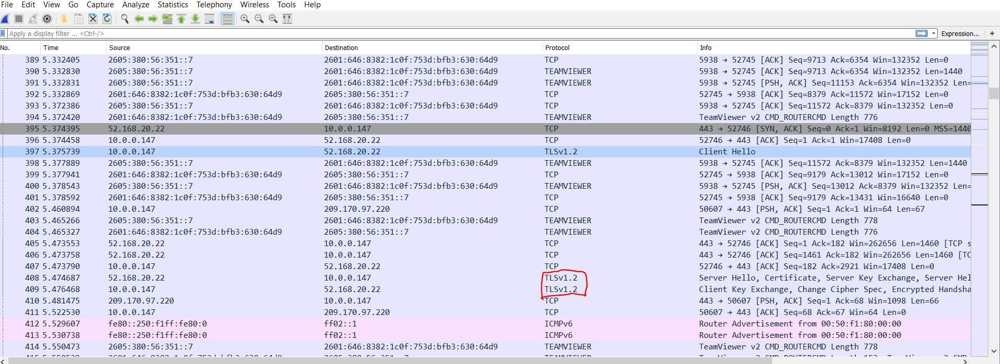 File Edit View Go Capture Analyze Statistics Telephony Wireless Tools Help
Apply a display filter ... <Ctrl-/> Expression... +
No. Time Source Destination Protocol Info
389 5.332405 2605:380:56:351::7 2601:646:8382:1c0f:753d:bfb3:630:64d9 TCP 5938 → 52745 [ACK] Seq=9713 Ack=6354 Win=132352 Len=0
390 5.332830 2605:380:56:351::7 2601:646:8382:1c0f:753d:bfb3:630:64d9 TEAMVIEWER 5938 → 52745 [ACK] Seq=9713 Ack=6354 Win=132352 Len=1440
391 5.332831 2605:380:56:351::7 2601:646:8382:1c0f:753d:bfb3:630:64d9 TEAMVIEWER 5938 → 52745 [PSH, ACK] Seq=11153 Ack=6354 Win=132352 Len=
392 5.332869 2601:646:8382:1c0f:753d:bfb3:630:64d9 2605:380:56:351::7 TCP 52745 → 5938 [ACK] Seq=8379 Ack=11572 Win=17152 Len=0
393 5.372386 2605:380:56:351::7 2601:646:8382:1c0f:753d:bfb3:630:64d9 TCP 5938 → 52745 [ACK] Seq=11572 Ack=8379 Win=132352 Len=0
394 5.372420 2601:646:8382:1c0f:753d:bfb3:630:64d9 2605:380:56:351::7 TEAMVIEWER TeamViewer v2 CMD_ROUTERCMD Length 776
395 5.374395 52.168.20.22 10.0.0.147 TCP 443 → 52746 [SYN, ACK] Seq=0 Ack=1 Win=8192 Len=0 MSS=1440
396 5.374458 10.0.0.147 52.168.20.22 TCP 52746 → 443 [ACK] Seq=1 Ack=1 Win=17408 Len=0
397 5.375739 10.0.0.147 52.168.20.22 TLSv1.2 Client Hello
398 5.377889 2605:380:56:351::7 2601:646:8382:1c0f:753d:bfb3:630:64d9 TEAMVIEWER 5938 → 52745 [ACK] Seq=11572 Ack=8379 Win=132352 Len=1440
399 5.377941 2601:646:8382:1c0f:753d:bfb3:630:64d9 2605:380:56:351::7 TCP 52745 → 5938 [ACK] Seq=9179 Ack=13012 Win=17152 Len=0
400 5.378543 2605:380:56:351::7 2601:646:8382:1c0f:753d:bfb3:630:64d9 TEAMVIEWER 5938 → 52745 [PSH, ACK] Seq=13012 Ack=8379 Win=132352 Len=
401 5.378592 2601:646:8382:1c0f:753d:bfb3:630:64d9 2605:380:56:351::7 TCP 52745 → 5938 [ACK] Seq=9179 Ack=13431 Win=16640 Len=0
402 5.460894 10.0.0.147 209.170.97.220 TCP 50607 → 443 [PSH, ACK] Seq=1 Ack=1 Win=64 Len=67
403 5.465266 2605:380:56:351::7 2601:646:8382:1c0f:753d:bfb3:630:64d9 TEAMVIEWER TeamViewer v2 CMD_ROUTERCMD Length 778
404 5.465327 2601:646:8382:1c0f:753d:bfb3:630:64d9 2605:380:56:351::7 TEAMVIEWER TeamViewer v2 CMD_ROUTERCMD Length 776
405 5.473553 52.168.20.22 10.0.0.147 TCP 443 → 52746 [ACK] Seq=1 Ack=182 Win=262656 Len=1460 [TCP s
406 5.473758 52.168.20.22 10.0.0.147 TCP 443 → 52746 [ACK] Seq=1461 Ack=182 Win=262656 Len=1460 [TC
407 5.473790 10.0.0.147 52.168.20.22 TCP 52746 → 443 [ACK] Seq=182 Ack=2921 Win=17408 Len=0
408 5.474687 52.168.20.22 10.0.0.147 TLSv1.2 Server Hello, Certificate, Server Key Exchange, Server Hel
409 5.476468 10.0.0.147 52.168.20.22 TLSv1.2 Client Key Exchange, Change Cipher Spec, Encrypted Handsha
410 5.481475 209.170.97.220 10.0.0.147 TCP 443 → 50607 [PSH, ACK] Seq=1 Ack=68 Win=1098 Len=66
411 5.522530 10.0.0.147 209.170.97.220 TCP 50607 → 443 [ACK] Seq=68 Ack=67 Win=64 Len=0
412 5.529607 fe80::250:f1ff:fe80:0 ff02::1 ICMPv6 Router Advertisement from 00:50:f1:80:00:00
413 5.530738 fe80::250:f1ff:fe80:0 ff02::1 ICMPv6 Router Advertisement from 00:50:f1:80:00:00
414 5.550473 2605:380:56:351::7 2601:646:8382:1c0f:753d:bfb3:630:64d9 TEAMVIEWER TeamViewer v2 CMD_ROUTERCMD Length 778